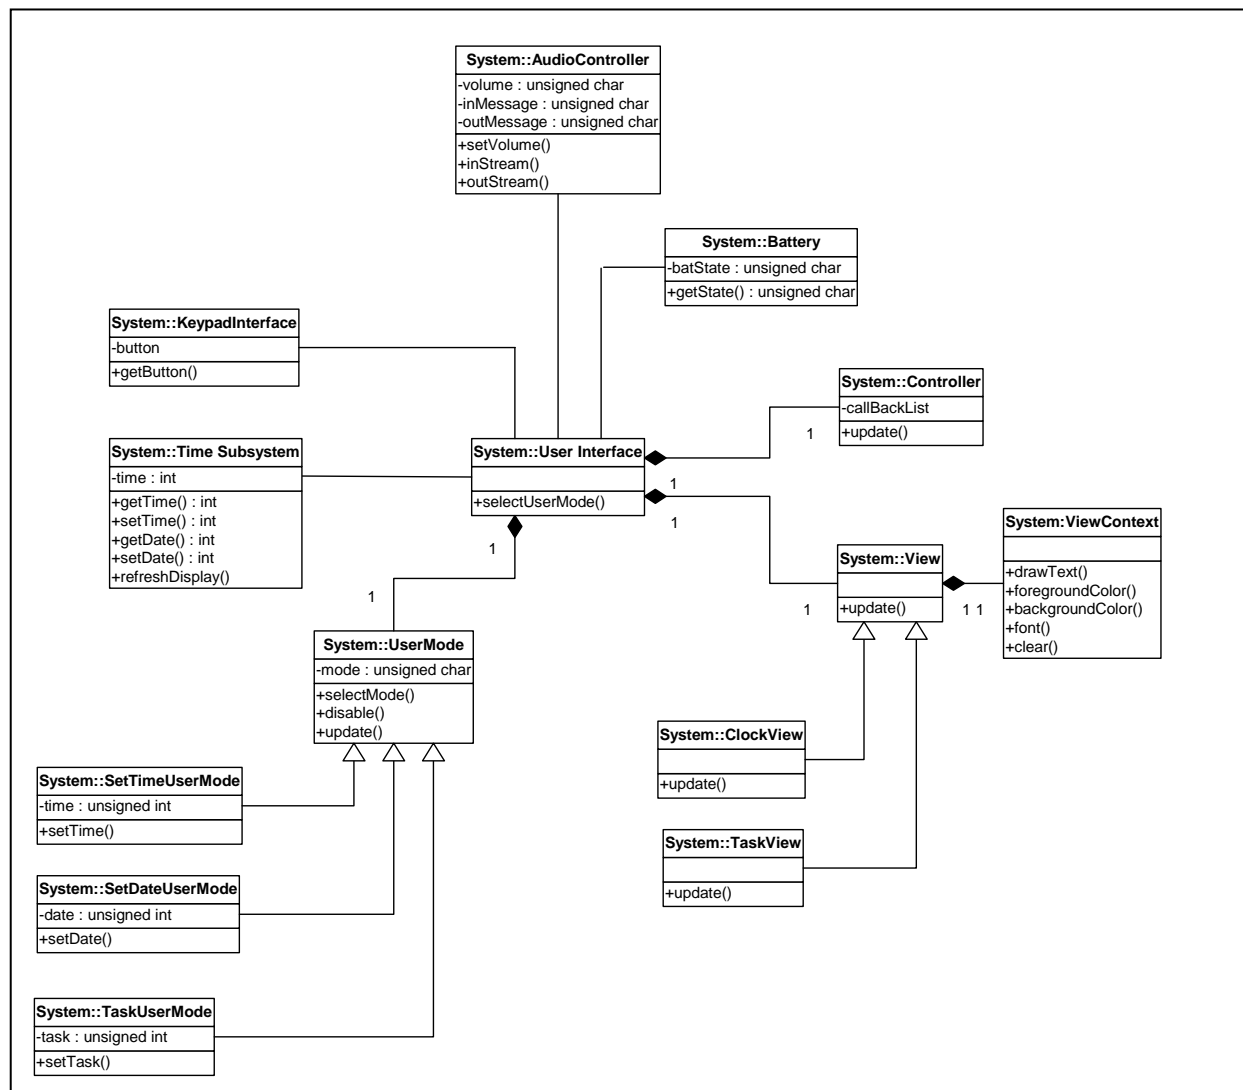 System::AudioController
-volume : unsigned char
-inMessage : unsigned char
-outMessage : unsigned char
+setVolume()
+inStream()
+outStream()
System::Battery
-batState : unsigned char
+getState() : unsigned char
System::KeypadInterface
-button
+getButton()
System::Controller
-callBackList
+update()
1
System::Time Subsystem
-time : int
+getTime() : int
+setTime() : int
+getDate() : int
+setDate() : int
+refreshDisplay()
System::User Interface
+selectUserMode()
1
1
1
1
System:ViewContext
+drawText()
+foregroundColor()
+backgroundColor()
+font()
+clear()
System::View
+update()
1
1 1
System::UserMode
-mode : unsigned char
+selectMode()
+disable()
+update()
System::ClockView
+update()
System::SetTimeUserMode
-time : unsigned int
+setTime()
System::TaskView
+update()
System::SetDateUserMode
-date : unsigned int
+setDate()
System::TaskUserMode
-task : unsigned int
+setTask()